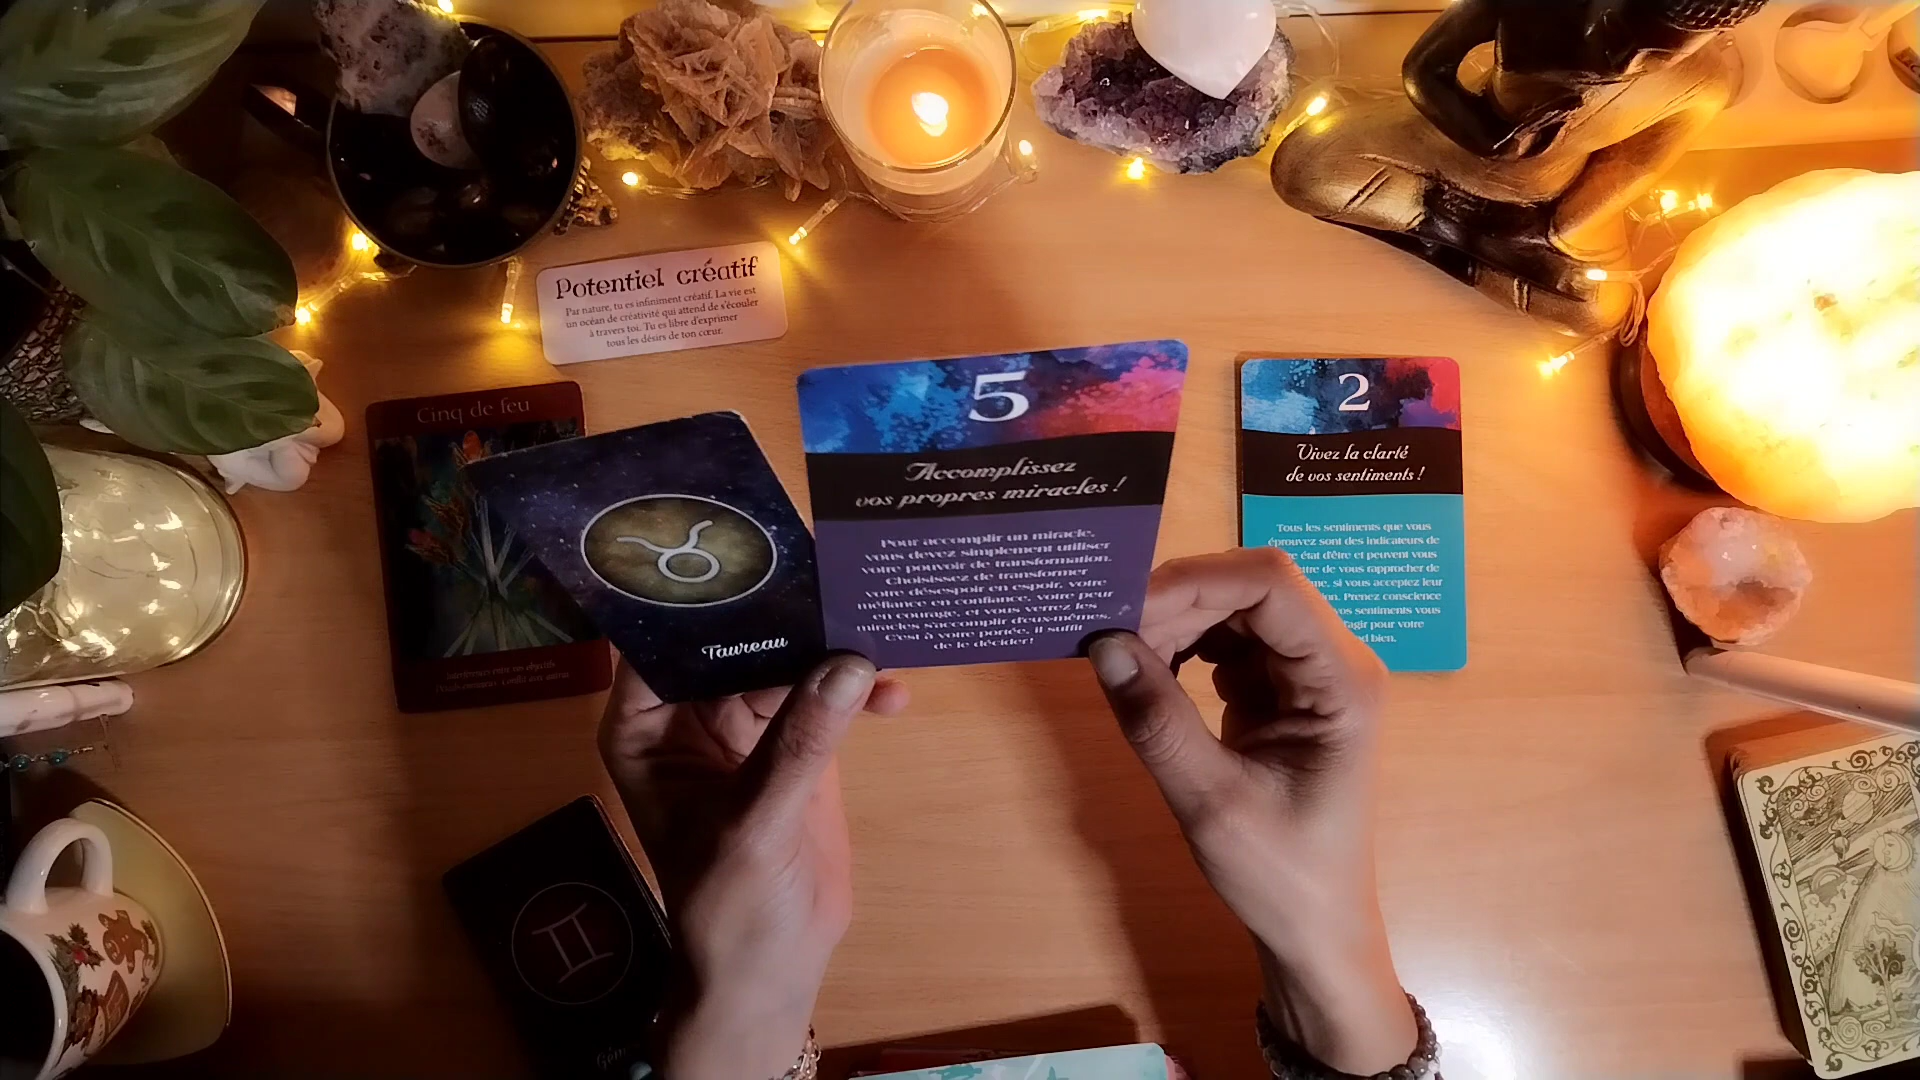 Potentiel créatif
Par nature, tu es infiniment créatif. La vie est
un océan de créativité qui attend de s'écouler
à travers toi. Tu es libre d'exprimer
tous les désirs de ton cœur.
Cinq de feu
Taureau
5
Accomplissez
vos propres miracles !
Pour accomplir un miracle,
vous devez simplement utiliser
votre pouvoir de transformation.
Choisissez de transformer
votre désespoir en espoir, votre
méfiance en confiance, votre peur
en courage, et vous verrez les
miracles s'accomplir d'eux-mêmes.
C'est à votre portée, il suffit
de le décider!
2
Vivez la clarté
de vos sentiments !
Tous les sentiments que vous
éprouvez sont des indicateurs de
état d'être et peuvent vous
de vous rapprocher de
si vous acceptez leur
Prenez conscience
vos sentiments vous
agir pour votre
bien.